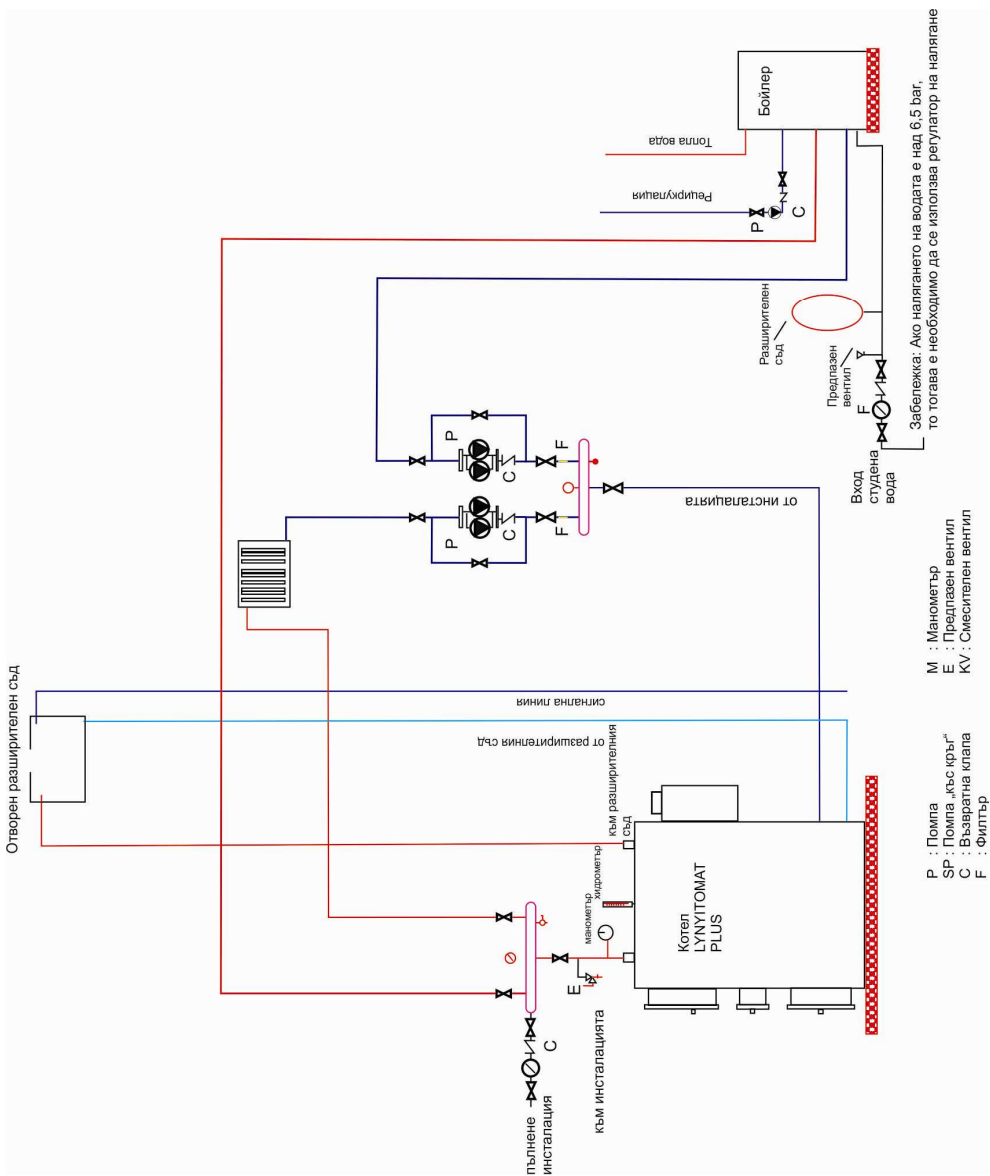 Отворен разширителен съд
сигнална линия
от разширителния съд
към разширителния
съд
хидрометър
манометър
Котел
LYNYITOMAT
PLUS
E
към инсталацията
C
пълнене
инсталация
P
C
F
P
C
F
от инсталацията
Топла вода
Рециркулация
P
C
Бойлер
Разширителен
съд
Предпазен
вентил
F
Вход
студена
вода
Забележка: Ако налягането на водата е над 6,5 bar,
то тогава е необходимо да се използва регулатор на налягане
P : Помпа
SP : Помпа „къс кръг“
C : Възвратна клапа
F : Филтър
M : Манометър
E : Предпазен вентил
KV : Смесителен вентил